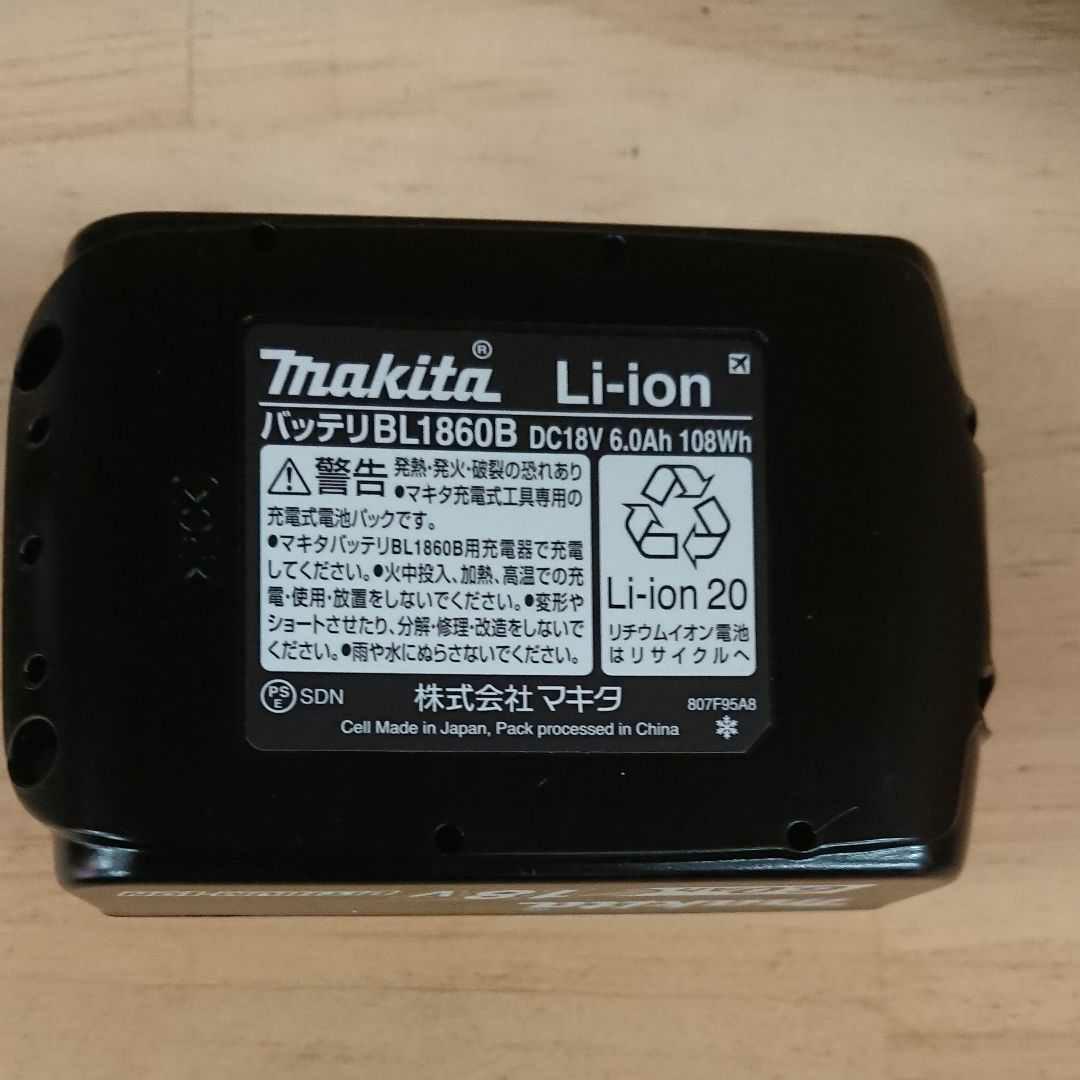 makita®
Li-ion
バッテリBL1860B DC18V 6.0Ah 108Wh
警告 発熱・発火・破裂の恐れあり
●マキタ充電式工具専用の
充電式電池パックです。
●マキタバッテリBL1860B用充電器で充電
してください。●火中投入、加熱、高温での充
電・使用・放置をしないでください。●変形や
ショートさせたり、分解・修理・改造をしないで
ください。●雨や水にぬらさないでください。
Li-ion 20
リチウムイオン電池
はリサイクルへ
PS
E
SDN
株式会社マキタ
807F95A8
Cell Made in Japan, Pack processed in China
makita 18V